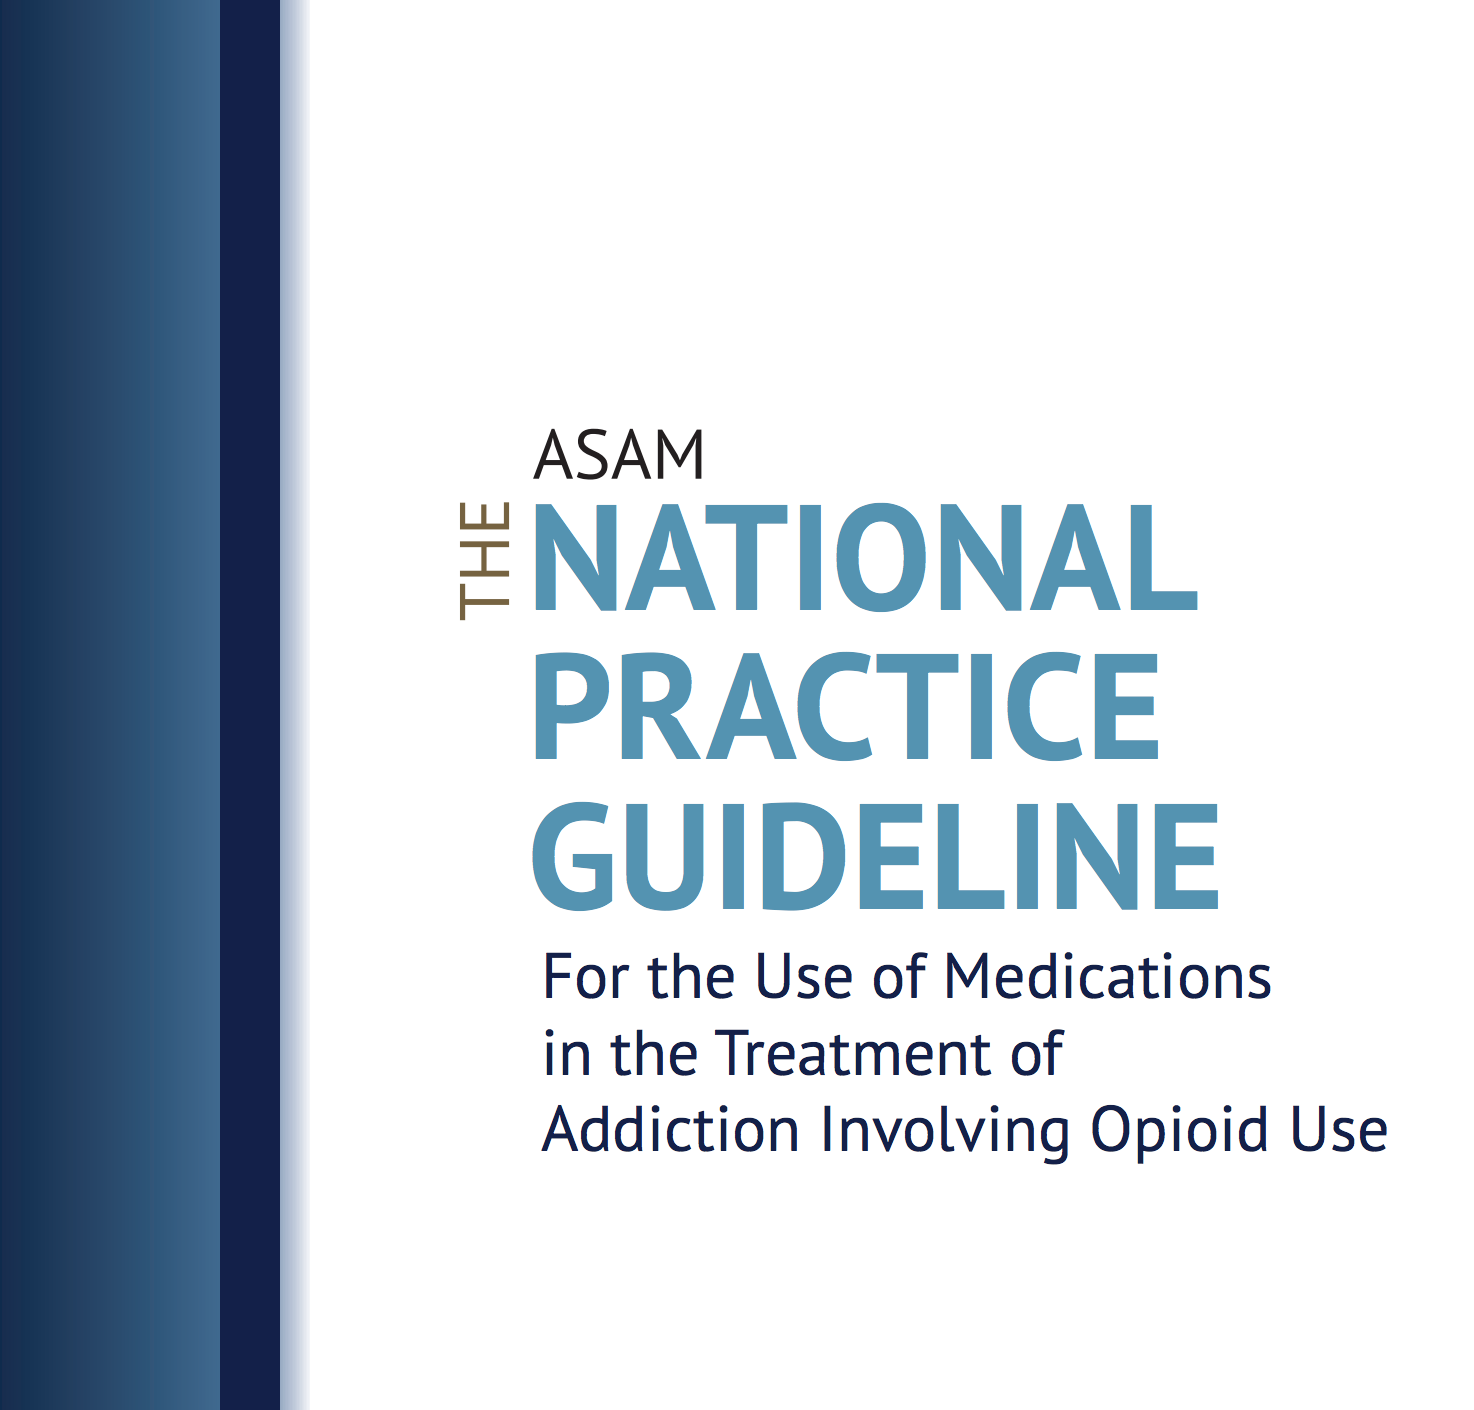 ASAM
THE
NATIONAL
PRACTICE
GUIDELINE
For the Use of Medications
in the Treatment of
Addiction Involving Opioid Use